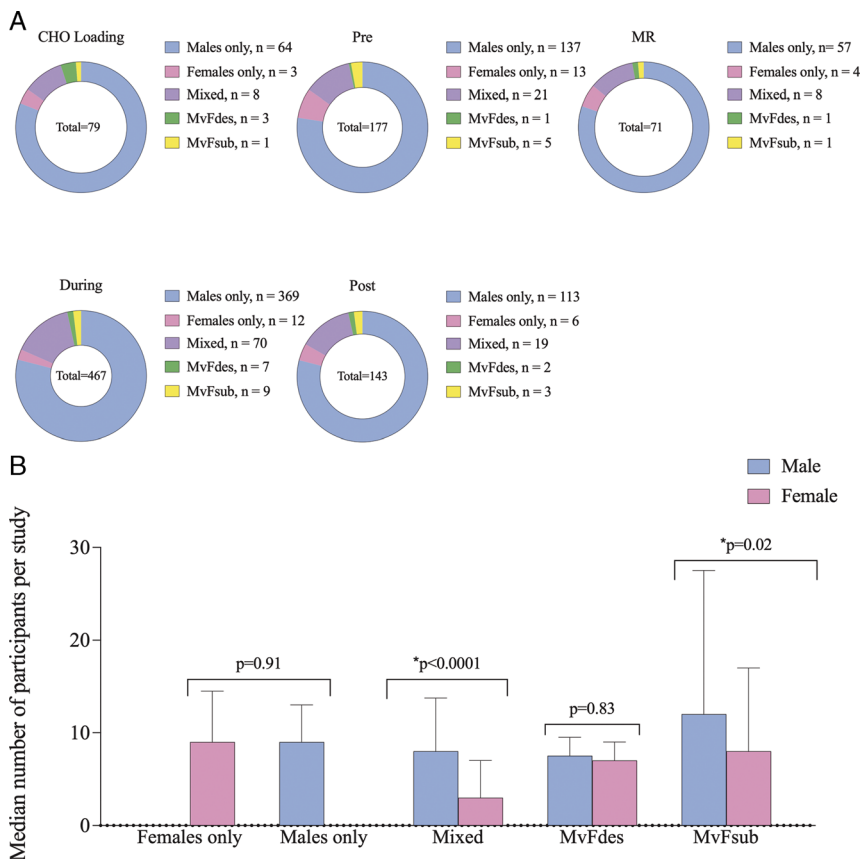 A
CHO Loading
Total=79
Males only, n = 64
Females only, n = 3
Mixed, n = 8
MvFdes, n = 3
MvFsub, n = 1
Pre
Total=177
Males only, n = 137
Females only, n = 13
Mixed, n = 21
MvFdes, n = 1
MvFsub, n = 5
MR
Total=71
Males only, n= 57
Females only, n = 4
Mixed, n = 8
MvFdes, n = 1
MvFsub, n = 1
During
Total=467
Males only, n = 369
Females only, n = 12
Mixed, n = 70
MvFdes, n = 7
MvFsub, n = 9
Post
Total=143
Males only, n = 113
Females only, n = 6
Mixed, n = 19
MvFdes, n = 2
MvFsub, n = 3
B
Male
Female
Median number of participants per study
30
20
10
0
p=0.91
*p<0.0001
p=0.83
*p=0.02
Females only
Males only
Mixed
MvFdes
MvFsub